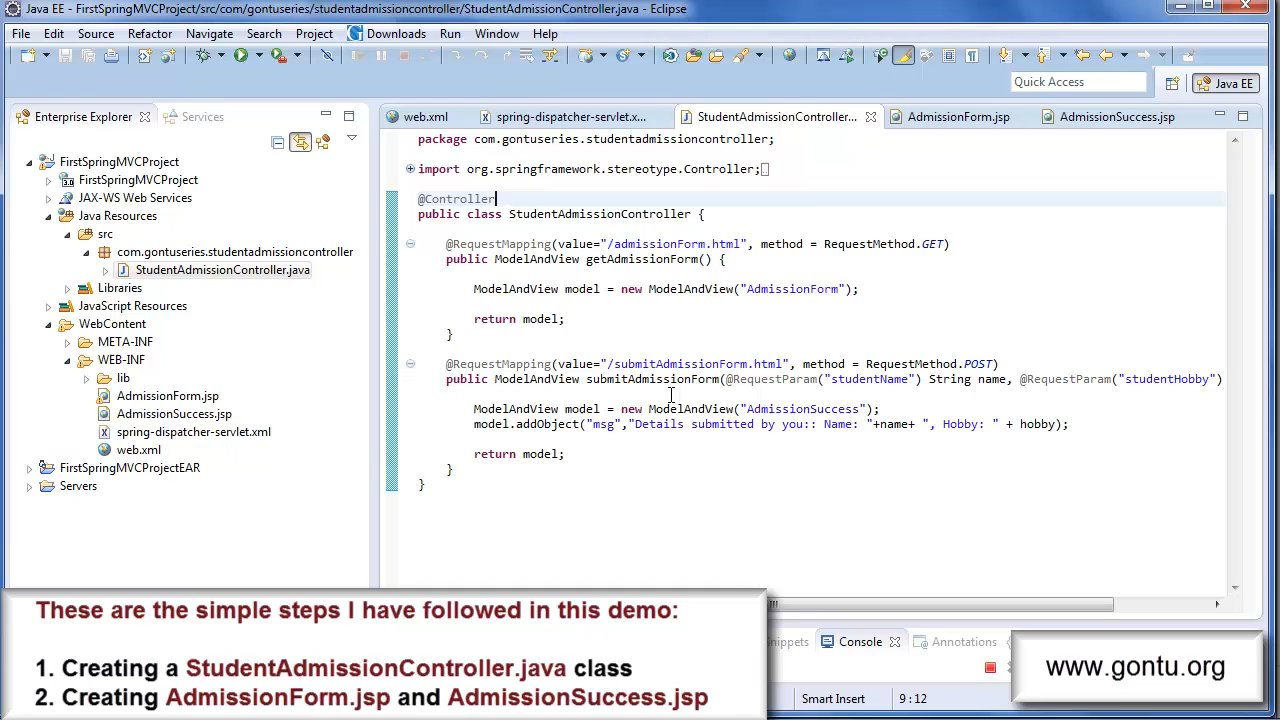 Java EE - FirstSpringMVCProject/src/com/gontuseries/studentadmissioncontroller/StudentAdmissionController.java - Eclipse
File Edit Source Refactor Navigate Search Project Downloads Run Window Help
Quick Access Java EE
Enterprise Explorer Services
FirstSpringMVCProject
FirstSpringMVCProject
JAX-WS Web Services
Java Resources
src
com.gontuseries.studentadmissioncontroller
StudentAdmissionController.java
Libraries
JavaScript Resources
WebContent
META-INF
WEB-INF
lib
AdmissionForm.jsp
AdmissionSuccess.jsp
spring-dispatcher-servlet.xml
web.xml
FirstSpringMVCProjectEAR
Servers
web.xml spring-dispatcher-servlet.x... StudentAdmissionController... AdmissionForm.jsp AdmissionSuccess.jsp
package com.gontuseries.studentadmissioncontroller;
import org.springframework.stereotype.Controller;
@Controller
public class StudentAdmissionController {
@RequestMapping(value="/admissionForm.html", method = RequestMethod.GET)
public ModelAndView getAdmissionForm() {
ModelAndView model = new ModelAndView("AdmissionForm");
return model;
}
@RequestMapping(value="/submitAdmissionForm.html", method = RequestMethod.POST)
public ModelAndView submitAdmissionForm(@RequestParam("studentName") String name, @RequestParam("studentHobby")
ModelAndView model = new ModelAndView("AdmissionSuccess");
model.addObject("msg","Details submitted by you:: Name: "+name+ ", Hobby: " + hobby);
return model;
}
}
Snippets Console Annotations
Smart Insert 9 : 12
These are the simple steps I have followed in this demo:
1. Creating a StudentAdmissionController.java class
2. Creating AdmissionForm.jsp and AdmissionSuccess.jsp
www.gontu.org